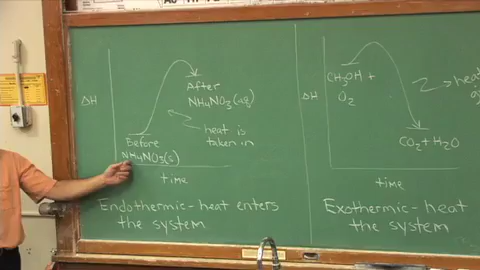 ΔH
After
NH4NO3(aq)
heat is
taken in
Before
NH4NO3(s)
time
Endothermic-heat enters
the system
ΔH
CH3OH +
O2
CO2 + H2O
time
Exothermic-heat
the system